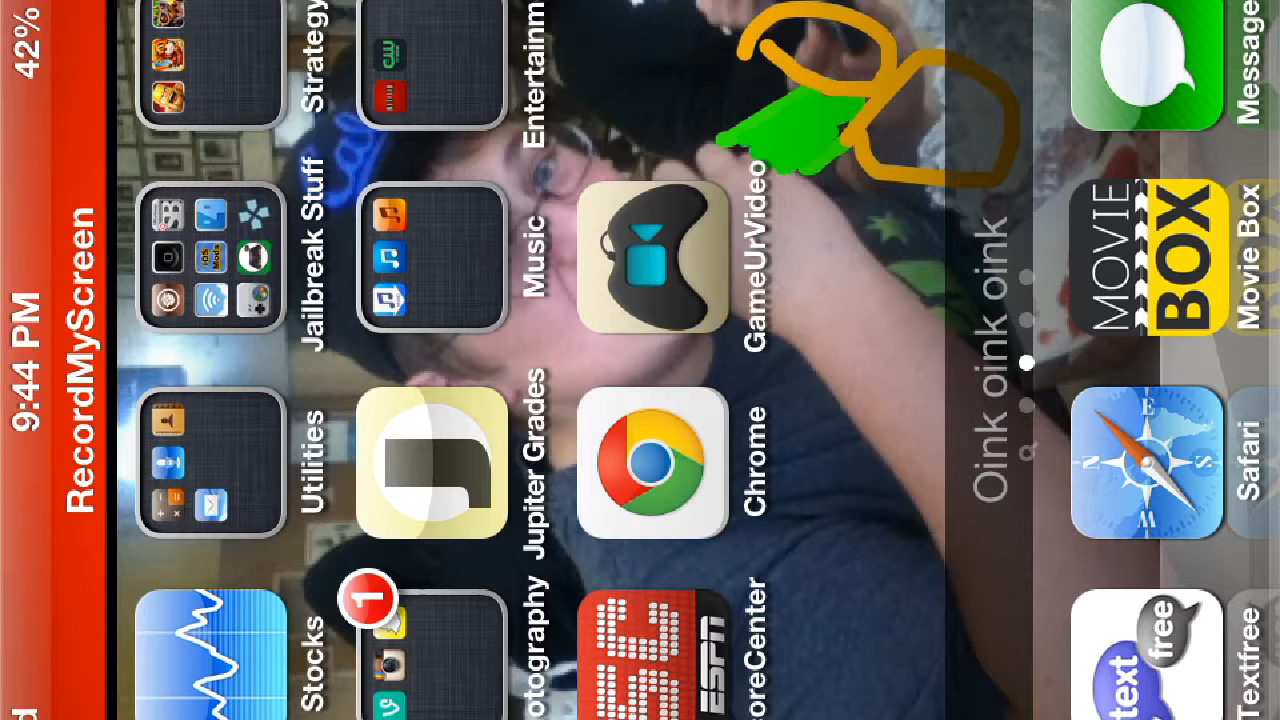 d 9:44 PM 42%
RecordMyScreen
Stocks Utilities Jailbreak Stuff Strategy
1
otography Jupiter Grades Music Entertainm
ESPN
oreCenter Chrome GameUrVideo
Oink oink oink
text free
MOVIE BOX
Textfree Safari Movie Box Message